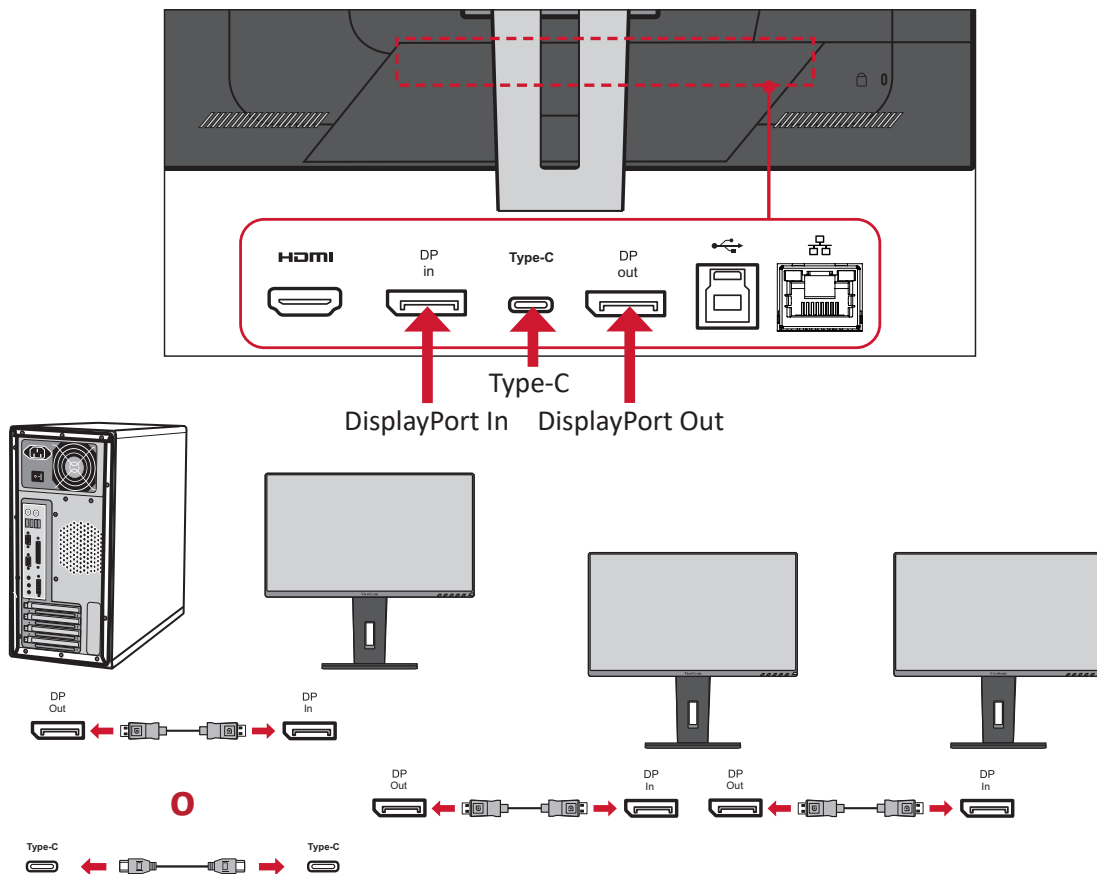 HDMI
DP
in
Type-C
DP
out
Type-C
DisplayPort In
DisplayPort Out
DP
Out
DP
In
O
Type-C
Type-C
DP
Out
DP
In
DP
Out
DP
In